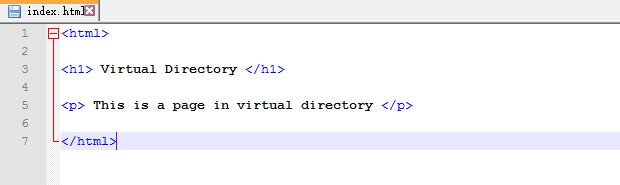 index.html
1 <html>
2
3 <h1> Virtual Directory </h1>
4
5 <p> This is a page in virtual directory </p>
6
7 </html>